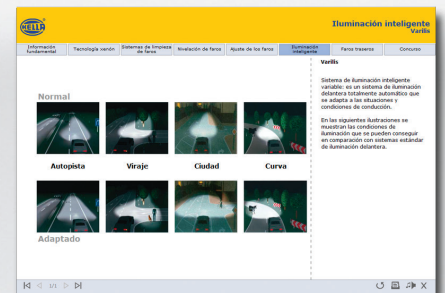 HELLA
Iluminación inteligente
Varilis
Información
fundamental
Tecnología xenón
Sistemas de limpieza
de faros
Nivelación de faros
Ajuste de los faros
Iluminación
inteligente
Faros traseros
Concurso
Normal
Autopista
Viraje
Ciudad
Curva
Adaptado
Varilis
Sistema de iluminación inteligente
variable: es un sistema de iluminación
delantera totalmente automático que
se adapta a las situaciones y
condiciones de conducción.
En las siguientes ilustraciones se
muestran las condiciones de
iluminación que se pueden conseguir
en comparación con sistemas estándar
de iluminación delantera.
1/1
X